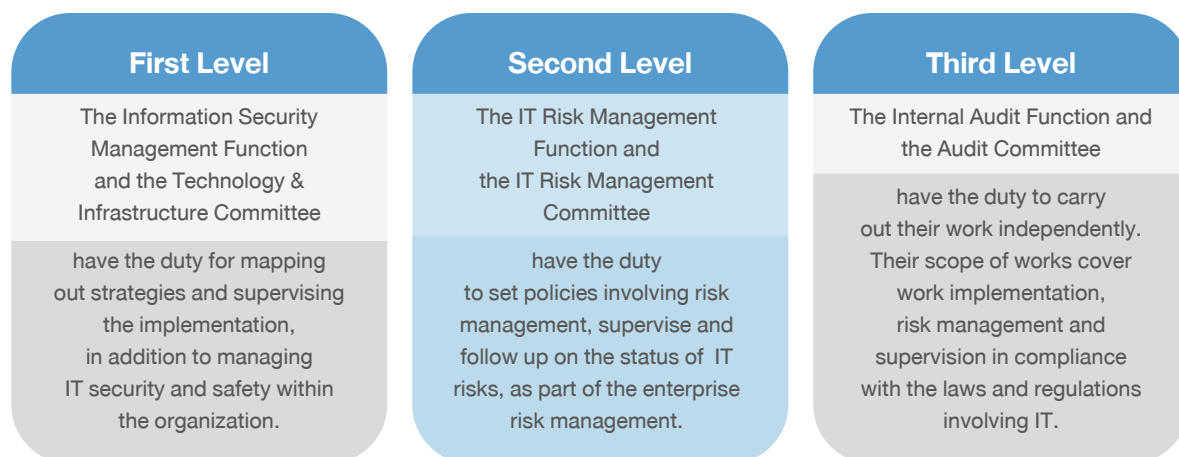 First Level
The Information Security
Management Function
and the Technology &
Infrastructure Committee
have the duty for mapping
out strategies and supervising
the implementation,
in addition to managing
IT security and safety within
the organization.
Second Level
The IT Risk Management
Function and
the IT Risk Management
Committee
have the duty
to set policies involving risk
management, supervise and
follow up on the status of IT
risks, as part of the enterprise
risk management.
Third Level
The Internal Audit Function and
the Audit Committee
have the duty to carry
out their work independently.
Their scope of works cover
work implementation,
risk management and
supervision in compliance
with the laws and regulations
involving IT.